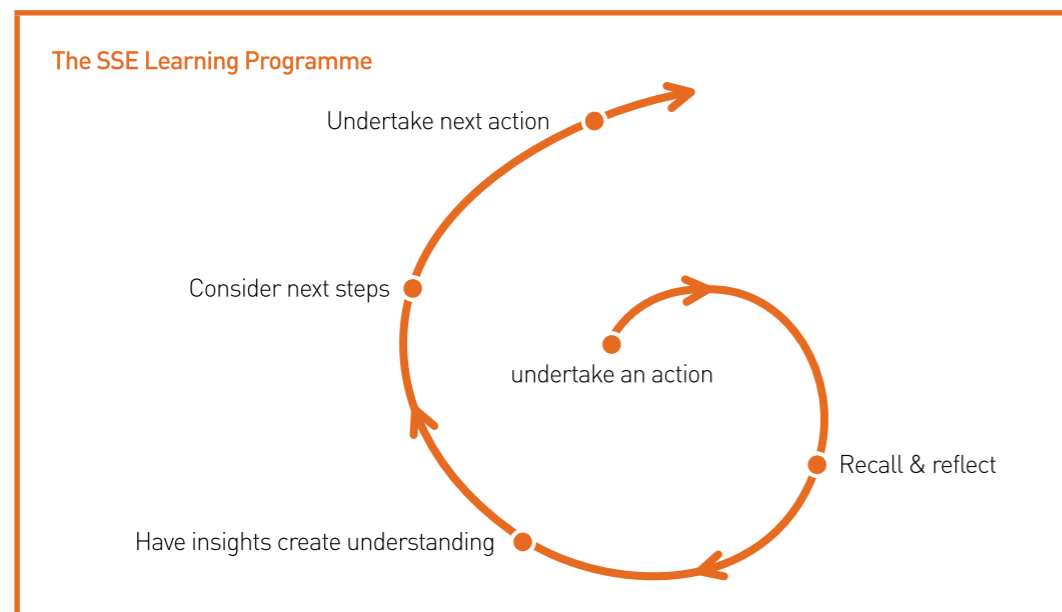 The SSE Learning Programme
Undertake next action
Consider next steps
undertake an action
Recall & reflect
Have insights create understanding